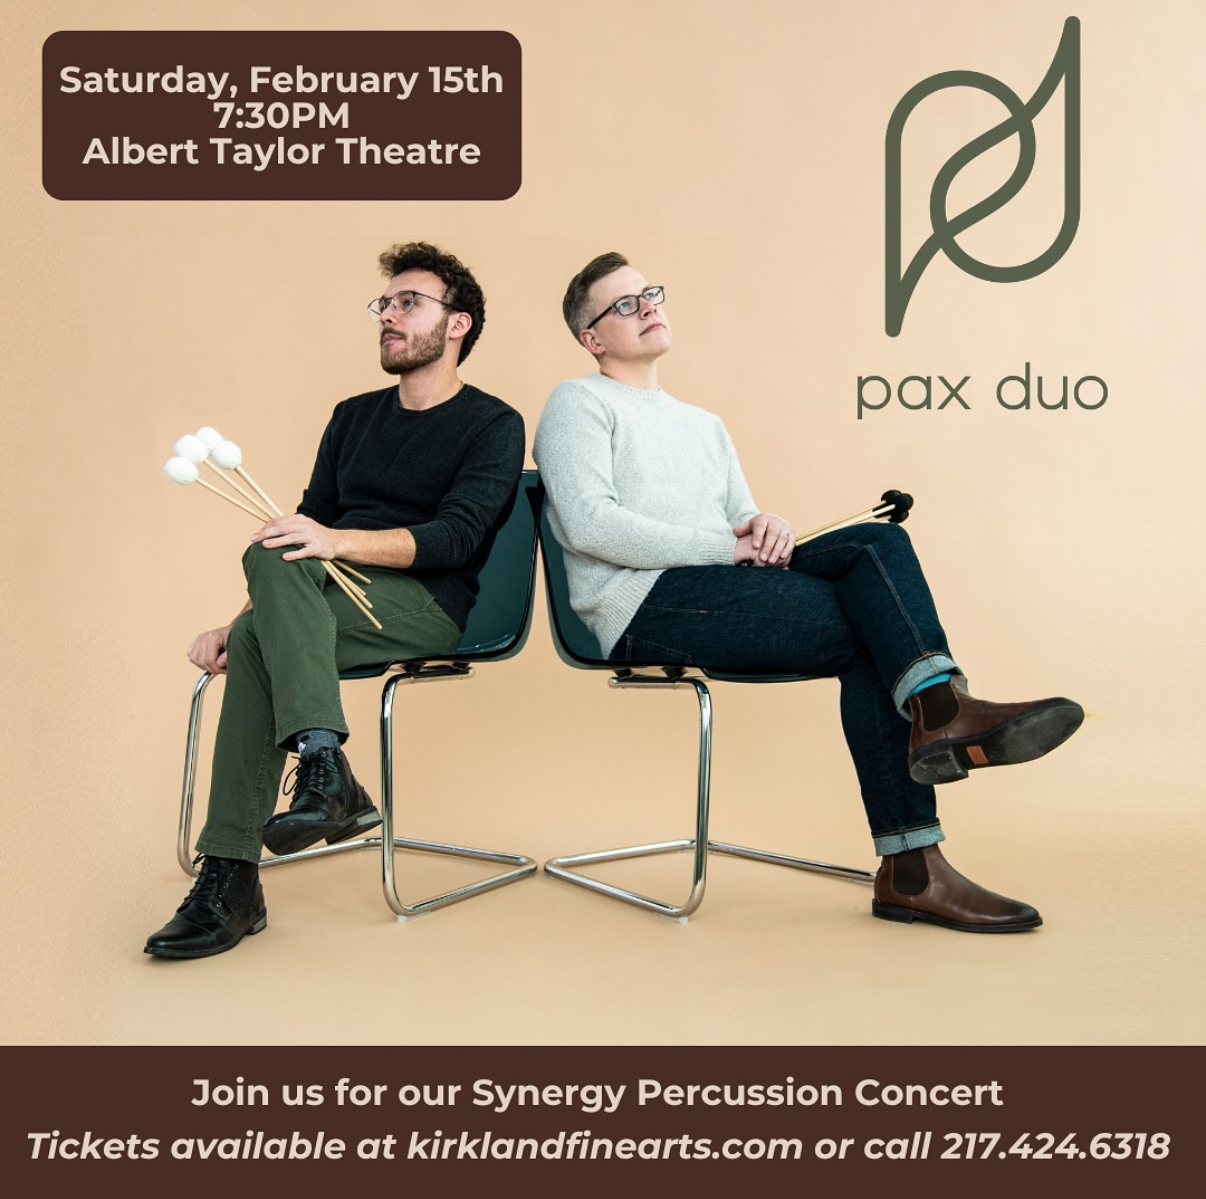 Saturday, February 15th
7:30PM
Albert Taylor Theatre
pax duo
Join us for our Synergy Percussion Concert
Tickets available at kirklandfinearts.com or call 217.424.6318